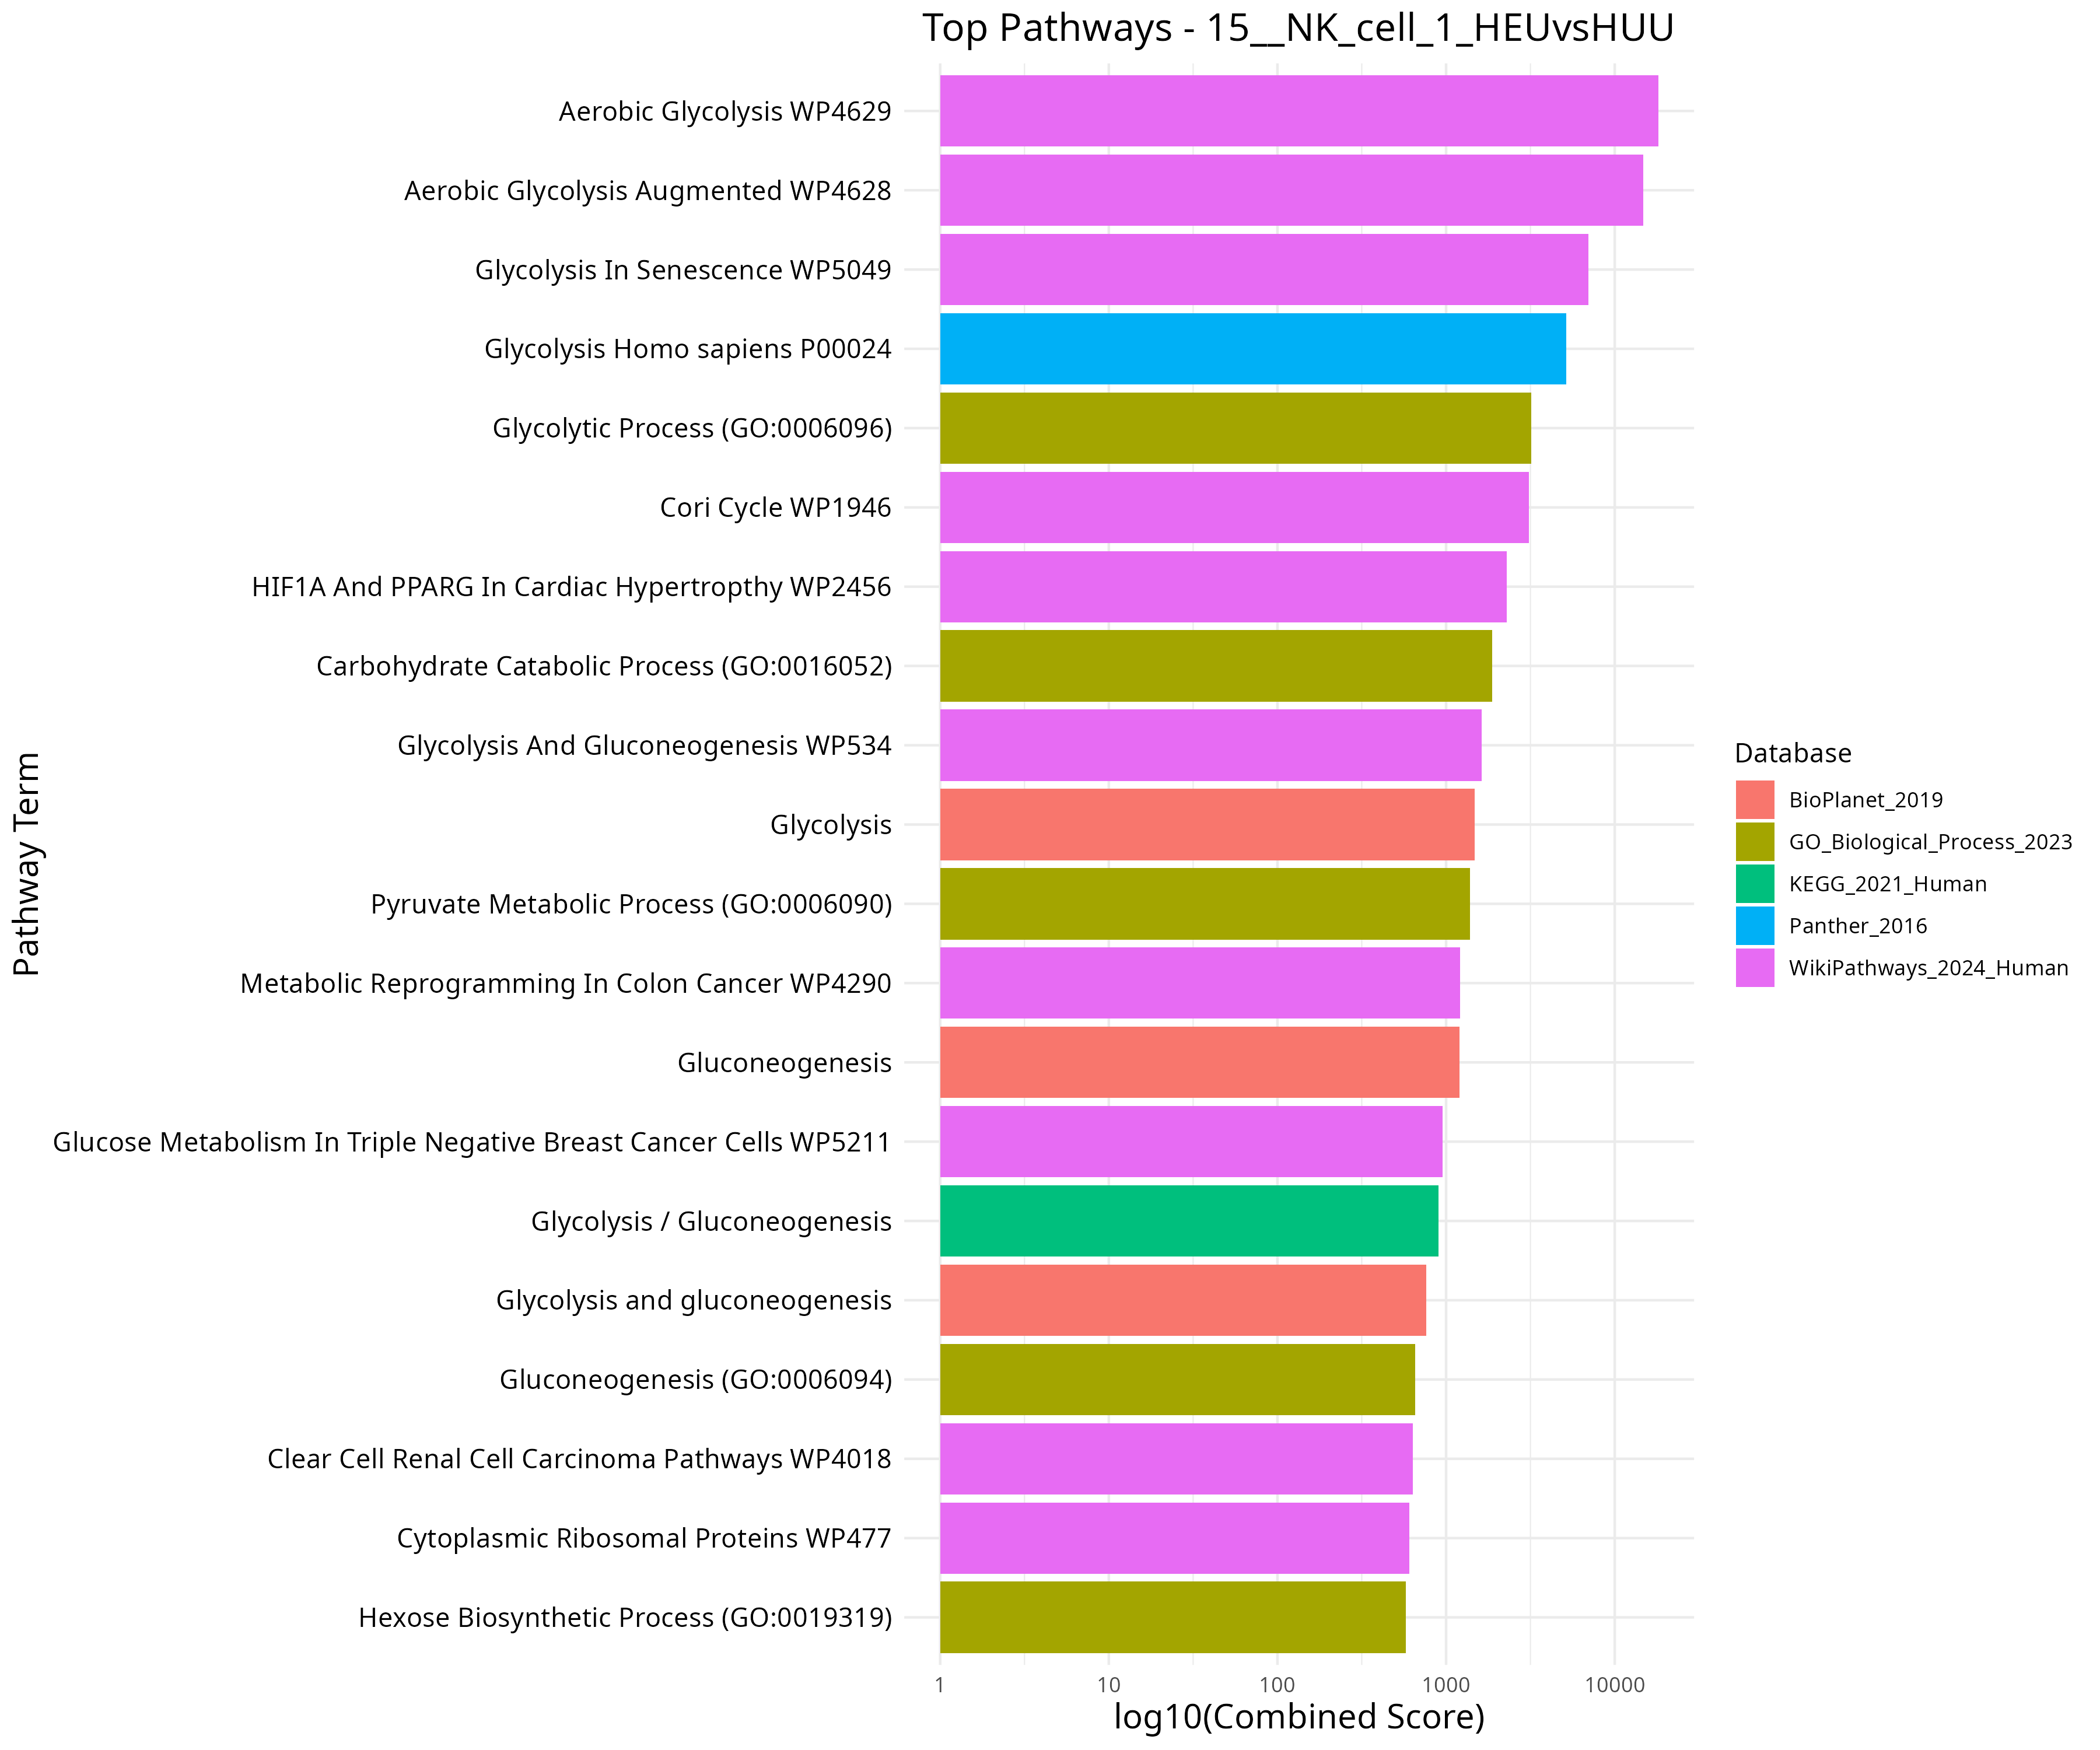 Top Pathways - 15__NK_cell_1_HEUvsHUU
Pathway Term
Aerobic Glycolysis WP4629
Aerobic Glycolysis Augmented WP4628
Glycolysis In Senescence WP5049
Glycolysis Homo sapiens P00024
Glycolytic Process (GO:0006096)
Cori Cycle WP1946
HIF1A And PPARG In Cardiac Hypertropthy WP2456
Carbohydrate Catabolic Process (GO:0016052)
Glycolysis And Gluconeogenesis WP534
Glycolysis
Pyruvate Metabolic Process (GO:0006090)
Metabolic Reprogramming In Colon Cancer WP4290
Gluconeogenesis
Glucose Metabolism In Triple Negative Breast Cancer Cells WP5211
Glycolysis / Gluconeogenesis
Glycolysis and gluconeogenesis
Gluconeogenesis (GO:0006094)
Clear Cell Renal Cell Carcinoma Pathways WP4018
Cytoplasmic Ribosomal Proteins WP477
Hexose Biosynthetic Process (GO:0019319)
1 10 100 1000 10000
log10(Combined Score)
Database
BioPlanet_2019
GO_Biological_Process_2023
KEGG_2021_Human
Panther_2016
WikiPathways_2024_Human